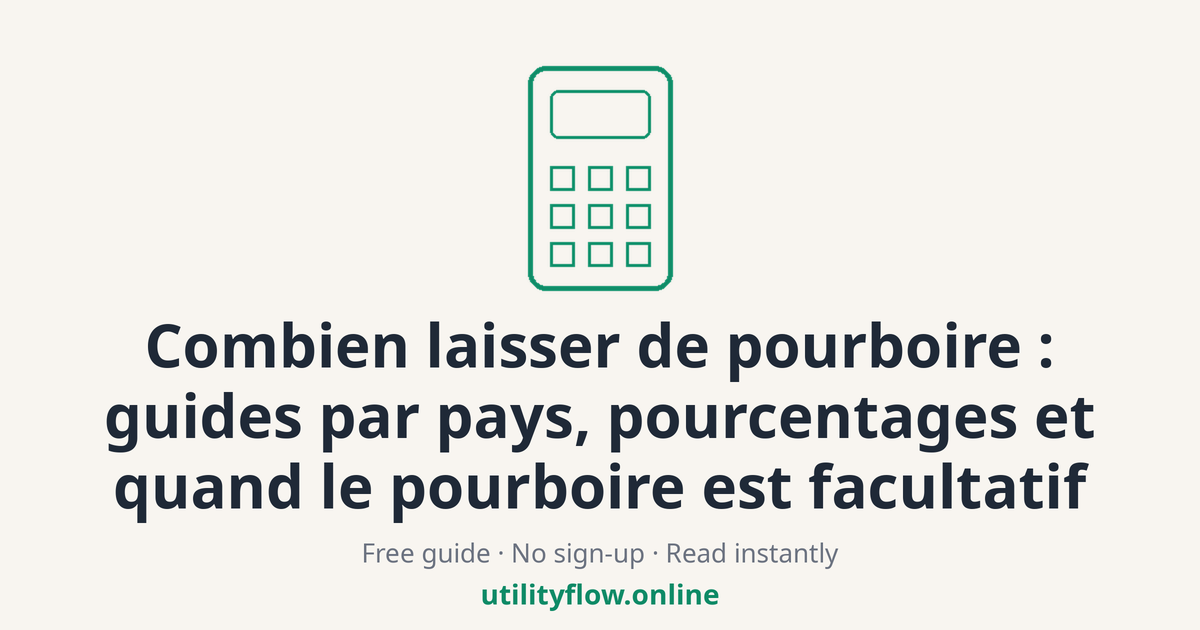 Combien laisser de pourboire :
guides par pays, pourcentages et
quand le pourboire est facultatif
Free guide · No sign-up · Read instantly
utilityflow.online